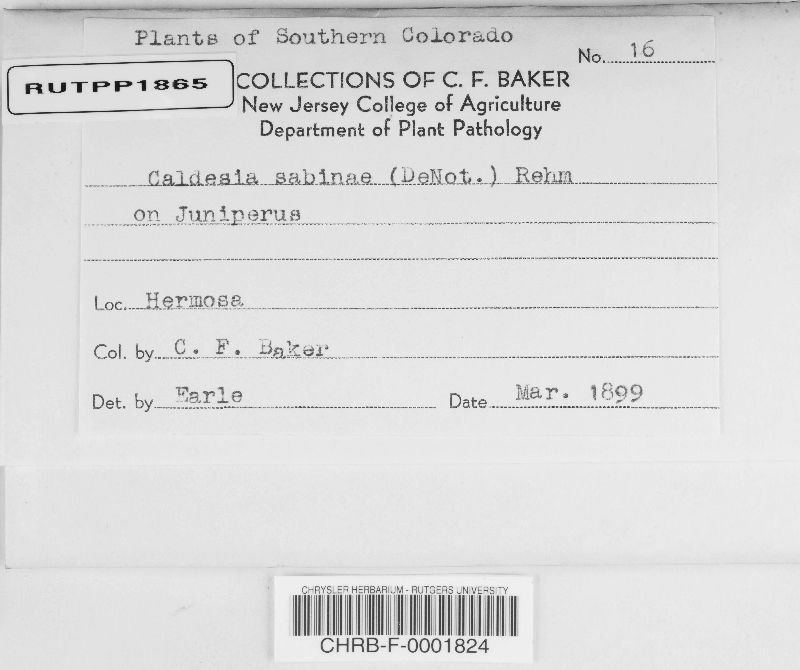 Plants of Southern Colorado
No. 16
RUTPP1865
COLLECTIONS OF C. F. BAKER
New Jersey College of Agriculture
Department of Plant Pathology
Caldesia sabinae (DeNot.) Rehm
on Juniperus
Loc. Hermosa
Col. by C. F. Baker
Det. by Earle
Date Mar. 1899
CHRYSLER HERBARIUM - RUTGERS UNIVERSITY
CHRB-F-0001824